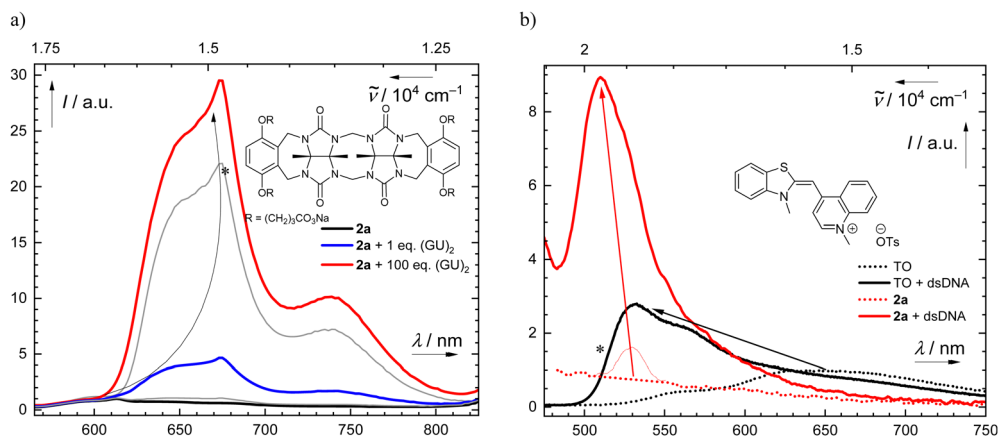 a)
1.75 1.5 1.25
30
25
20
15
10
5
0
I / a.u.
ṽ / 10⁴ cm⁻¹
OR OR
O O
N N N N
N N N N
O O
OR OR
R = (CH₂)₃CO₃Na
*
2a
2a + 1 eq. (GU)₂
2a + 100 eq. (GU)₂
λ / nm
600 650 700 750 800
b)
2 1.5
8
6
4
2
0
ṽ / 10⁴ cm⁻¹
I / a.u.
S
N
N
+
−
OTs
TO
TO + dsDNA
2a
2a + dsDNA
*
λ / nm
500 550 600 650 700 750